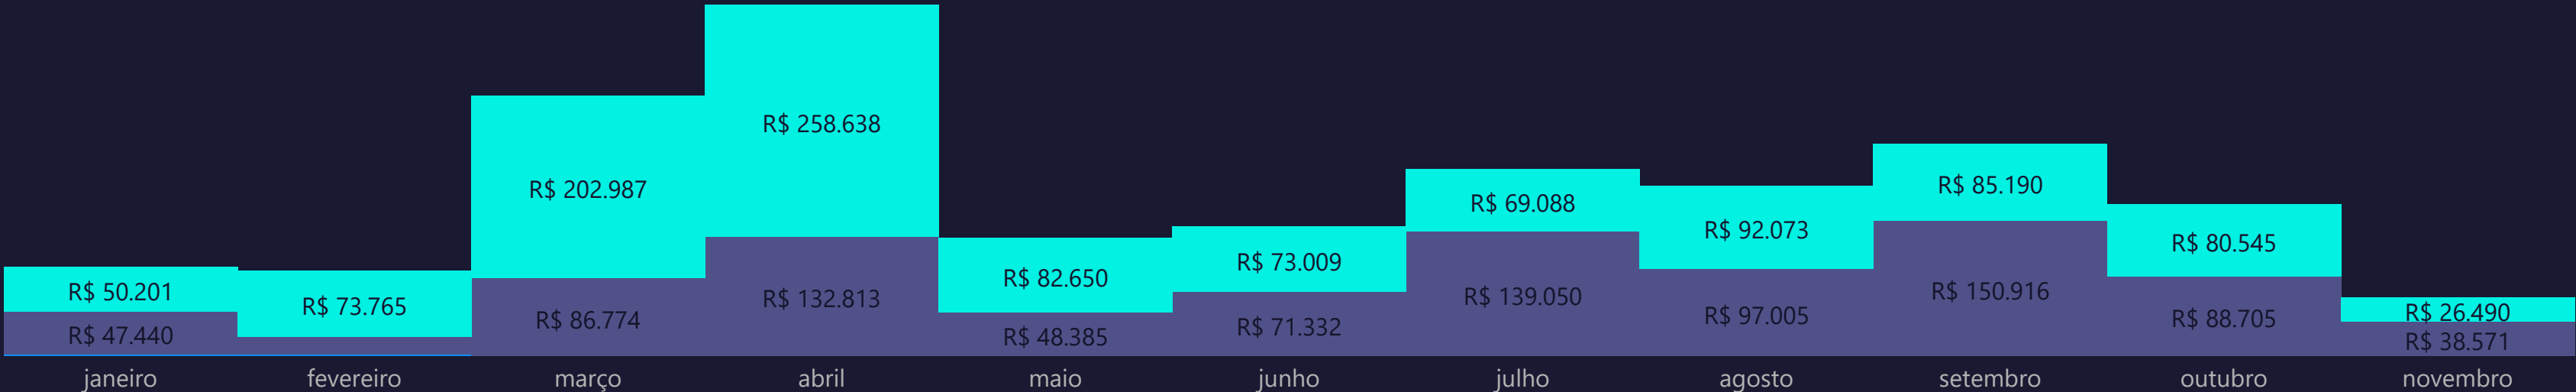 R$ 258.638
R$ 202.987
R$ 85.190
R$ 69.088
R$ 92.073
R$ 80.545
R$ 73.009
R$ 82.650
R$ 50.201
R$ 73.765
R$ 150.916
R$ 139.050
R$ 132.813
R$ 26.490
R$ 97.005
R$ 88.705
R$ 86.774
R$ 71.332
R$ 47.440
R$ 48.385
R$ 38.571
janeiro fevereiro março abril maio junho julho agosto setembro outubro novembro